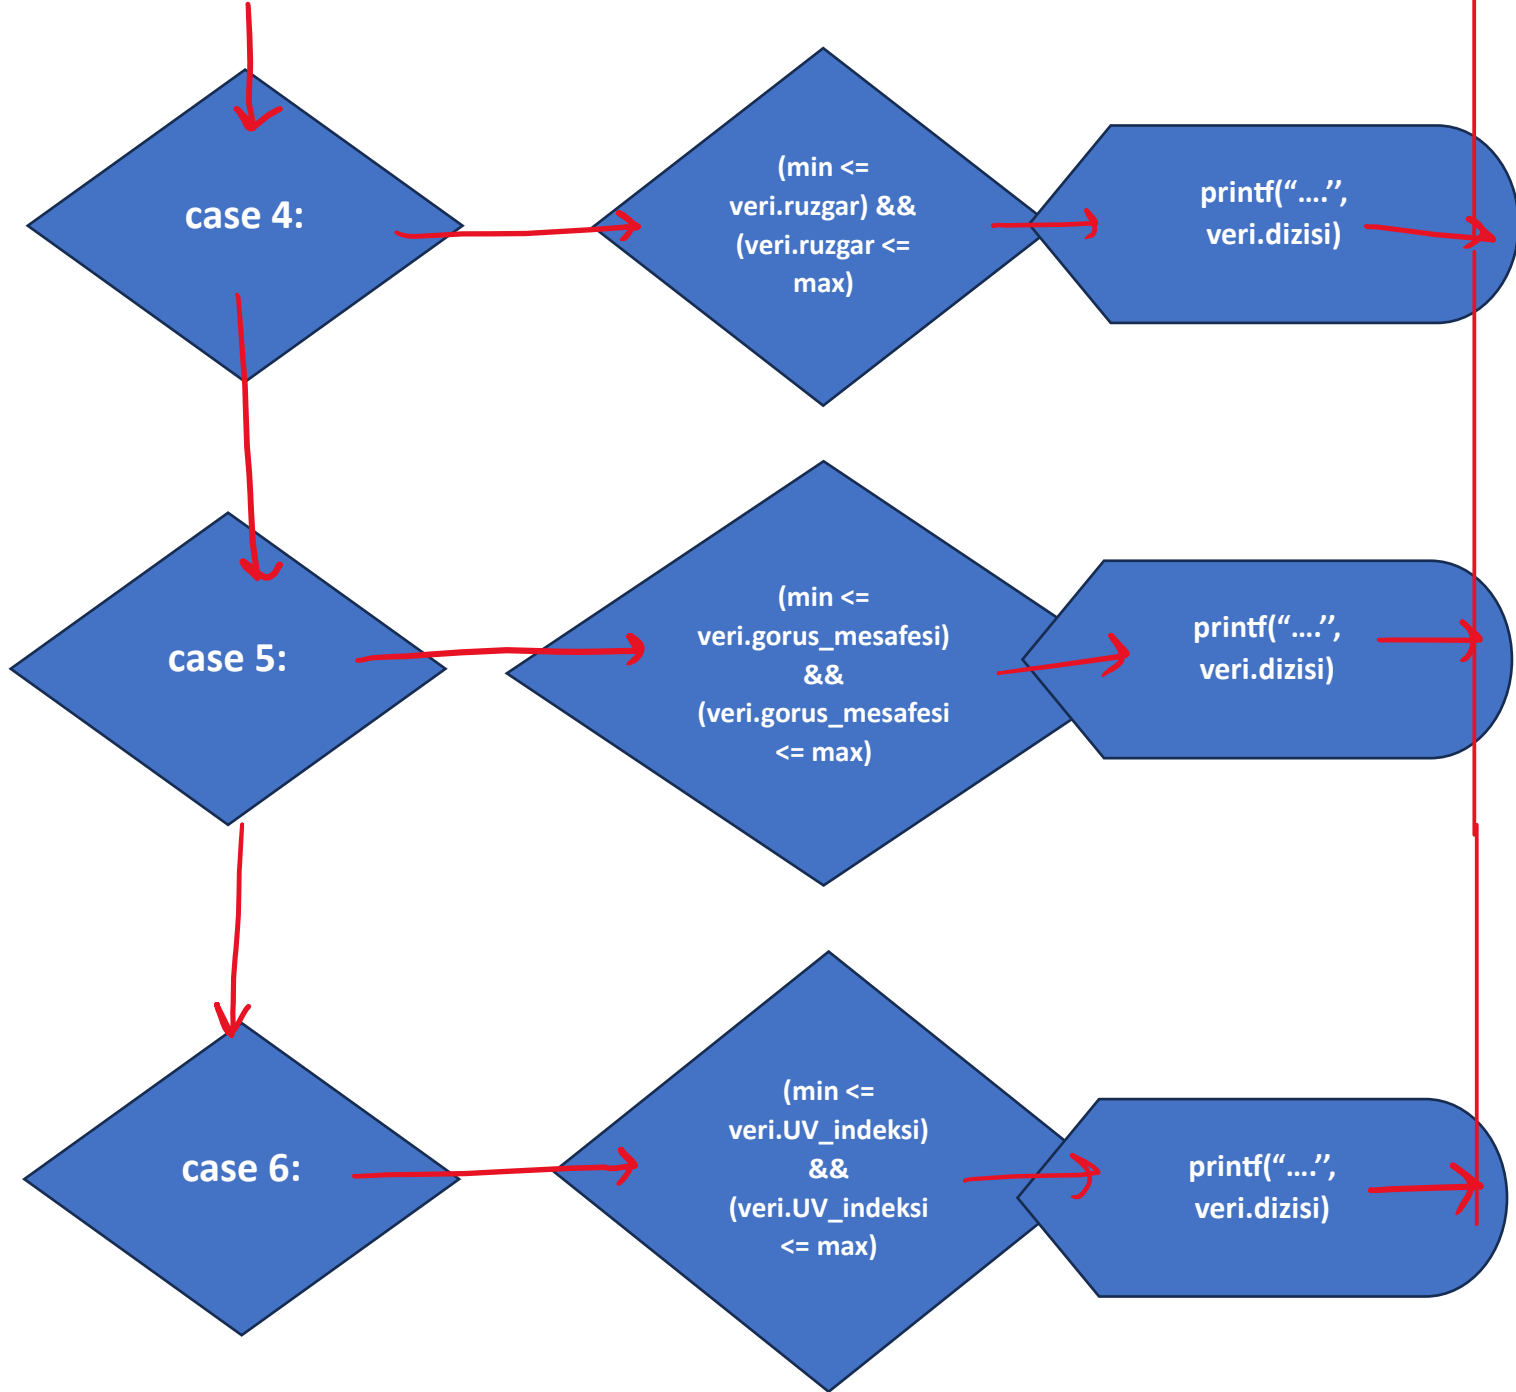 case 4:
(min <=
veri.ruzgar) &&
(veri.ruzgar <=
max)
printf(“….’’,
veri.dizisi)
case 5:
(min <=
veri.gorus_mesafesi)
&&
(veri.gorus_mesafesi
<= max)
printf(“….’’,
veri.dizisi)
case 6:
(min <=
veri.UV_indeksi)
&&
(veri.UV_indeksi
<= max)
printf(“….’’,
veri.dizisi)